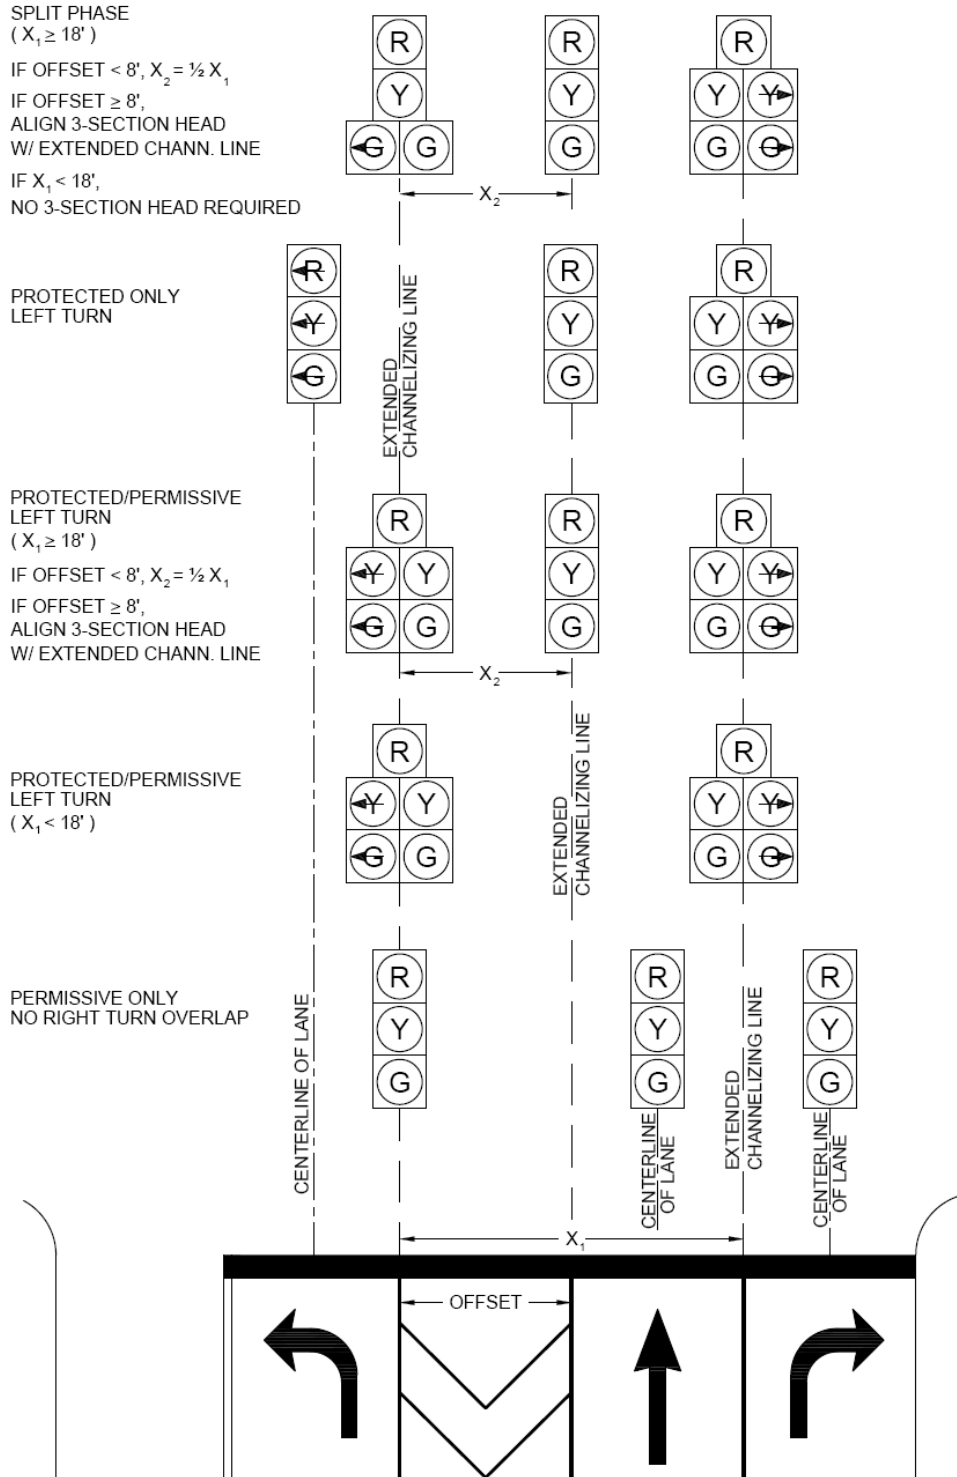 SPLIT PHASE
( X₁ ≥ 18' )
IF OFFSET < 8', X₂ = ½ X₁
IF OFFSET ≥ 8',
ALIGN 3-SECTION HEAD
W/ EXTENDED CHANN. LINE
IF X₁ < 18',
NO 3-SECTION HEAD REQUIRED
R R R
Y Y Y Y
G G G G G
X₂
PROTECTED ONLY
LEFT TURN
R R R
Y Y Y Y
G G G G
EXTENDED
CHANNELIZING LINE
PROTECTED/PERMISSIVE
LEFT TURN
( X₁ ≥ 18' )
IF OFFSET < 8', X₂ = ½ X₁
IF OFFSET ≥ 8',
ALIGN 3-SECTION HEAD
W/ EXTENDED CHANN. LINE
R R R
Y Y Y Y Y
G G G G G
X₂
PROTECTED/PERMISSIVE
LEFT TURN
( X₁ < 18' )
R R
Y Y Y Y
G G G G
EXTENDED
CHANNELIZING LINE
PERMISSIVE ONLY
NO RIGHT TURN OVERLAP
R R R
Y Y Y
G G G
CENTERLINE OF LANE
CENTERLINE
OF LANE
EXTENDED
CHANNELIZING LINE
CENTERLINE
OF LANE
X₁
OFFSET